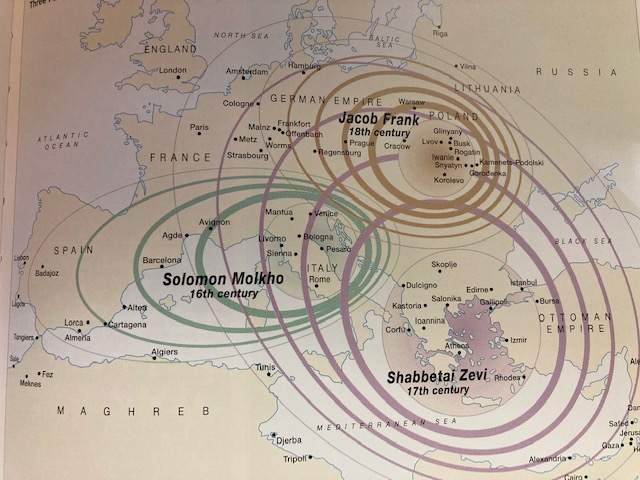 Three
NORTH SEA
BALTIC
SEA
Riga
ENGLAND
London
Amsterdam
Hamburg
Vilna
LITHUANIA
RUSSIA
Cologne
GERMAN EMPIRE
Warsaw
POLAND
Jacob Frank
18th century
ATLANTIC
OCEAN
Paris
Mainz
Frankfort
Offenbach
Metz
Worms
Strasbourg
Regensburg
Prague
Cracow
Glinyany
Lvov
Busk
Rogatin
Iwanie
Snyatyn
Kamenets-Podolski
Gorodenka
Korolevo
FRANCE
SPAIN
Lisbon
Badajoz
Lagos
Agde
Avignon
Barcelona
Mantua
Venice
Livorno
Bologna
Sienna
Pesaro
ITALY
Rome
Solomon Molkho
16th century
BLACK SEA
Skoplje
Dulcigno
Edirne
Istanbul
Kastoria
Salonika
Gallipoli
Bursa
Ioannina
Corfu
OTTOMAN
EMPIRE
Athens
Izmir
Altea
Lorca
Cartagena
Almeria
Tangiers
Algiers
Sale
Fez
Meknes
Tunis
Shabbetai Zevi
17th century
Rhodes
MAGHREB
MEDITERRANEAN SEA
Djerba
Tripoli
Safed
Gaza
Alexandria
Cairo